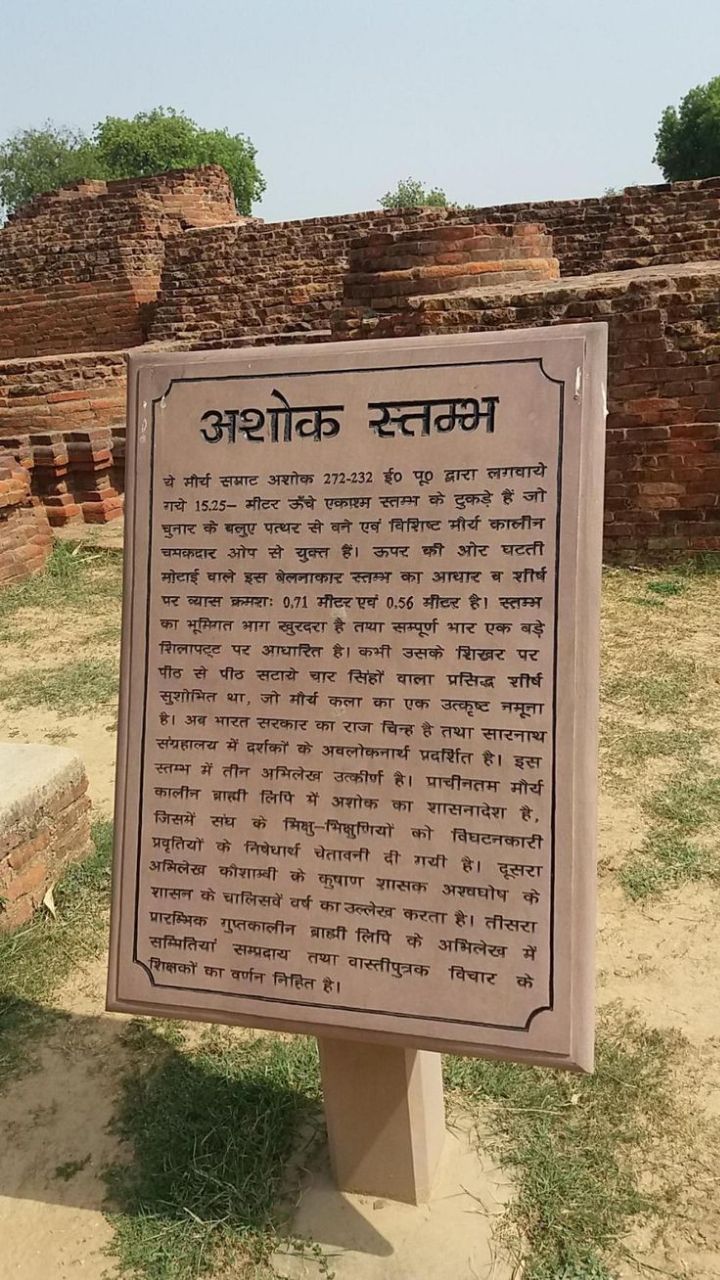 अशोक स्तम्भ
ये मौर्य सम्राट अशोक 272-232 ई० पू० द्वारा लगवाये
गये 15.25– मीटर ऊँचे एकाश्म स्तम्भ के टुकड़े हैं जो
चुनार के बलुए पत्थर से बने एवं विशिष्ट मौर्य कालीन
चमकदार ओप से युक्त हैं। ऊपर की ओर घटती
मोटाई वाले इस बेलनाकार स्तम्भ का आधार व शीर्ष
पर व्यास क्रमशः 0.71 मीटर एवं 0.56 मीटर है। स्तम्भ
का भूमिगत भाग खुरदरा है तथा सम्पूर्ण भार एक बड़े
शिलापट्ट पर आधारित है। कभी उसके शिखर पर
पीठ से पीठ सटाये चार सिंहों वाला प्रसिद्ध शीर्ष
सुशोभित था, जो मौर्य कला का एक उत्कृष्ट नमूना
है। अब भारत सरकार का राज चिन्ह है तथा सारनाथ
संग्रहालय में दर्शकों के अवलोकनार्थ प्रदर्शित है। इस
स्तम्भ में तीन अभिलेख उत्कीर्ण है। प्राचीनतम मौर्य
कालीन ब्राह्मी लिपि में अशोक का शासनादेश है,
जिसमें संघ के भिक्षु–भिक्षुणियों को विघटनकारी
प्रवृतियों के निषेधार्थ चेतावनी दी गयी है। दूसरा
अभिलेख कौशाम्बी के कुषाण शासक अश्वघोष के
शासन के चालिसवें वर्ष का उल्लेख करता है। तीसरा
प्रारम्भिक गुप्तकालीन ब्राह्मी लिपि के अभिलेख में
सम्मितियां सम्प्रदाय तथा वास्तीपुत्रक विचार के
शिक्षकों का वर्णन निहित है।